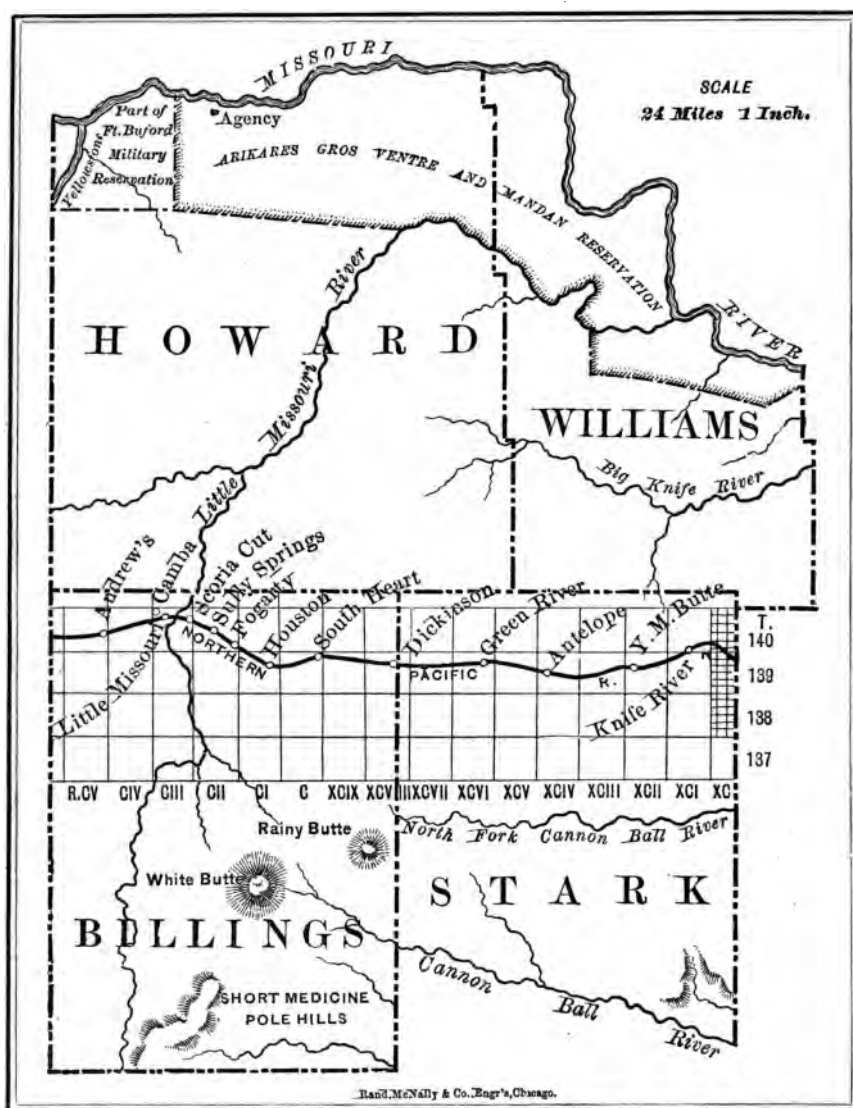 MISSOURI
SCALE
24 Miles 1 Inch.
Part of
Ft. Buford
Military
Reservation
Yellowstone
Agency
ARIKARES GROS VENTRE AND MANDAN RESERVATION
RIVER
HOWARD
Little Missouri River
WILLIAMS
Big Knife River
Andrew's
Camba
Little Missouri
Scoria Cut
Sully Springs
Fogarty
Houston
South Heart
Dickinson
Green River
Antelope
Y. M. Butte
Knife River
NORTHERN PACIFIC R. R.
T.
140
139
138
137
R.CV CIV CIII CII CI C XCIX XCVIII XCVII XCVI XCV XCIV XCIII XCII XCI XC
Rainy Butte
North Fork Cannon Ball River
White Butte
STARK
BILLINGS
Cannon Ball River
SHORT MEDICINE
POLE HILLS
Rand, McNally & Co., Engr's, Chicago.